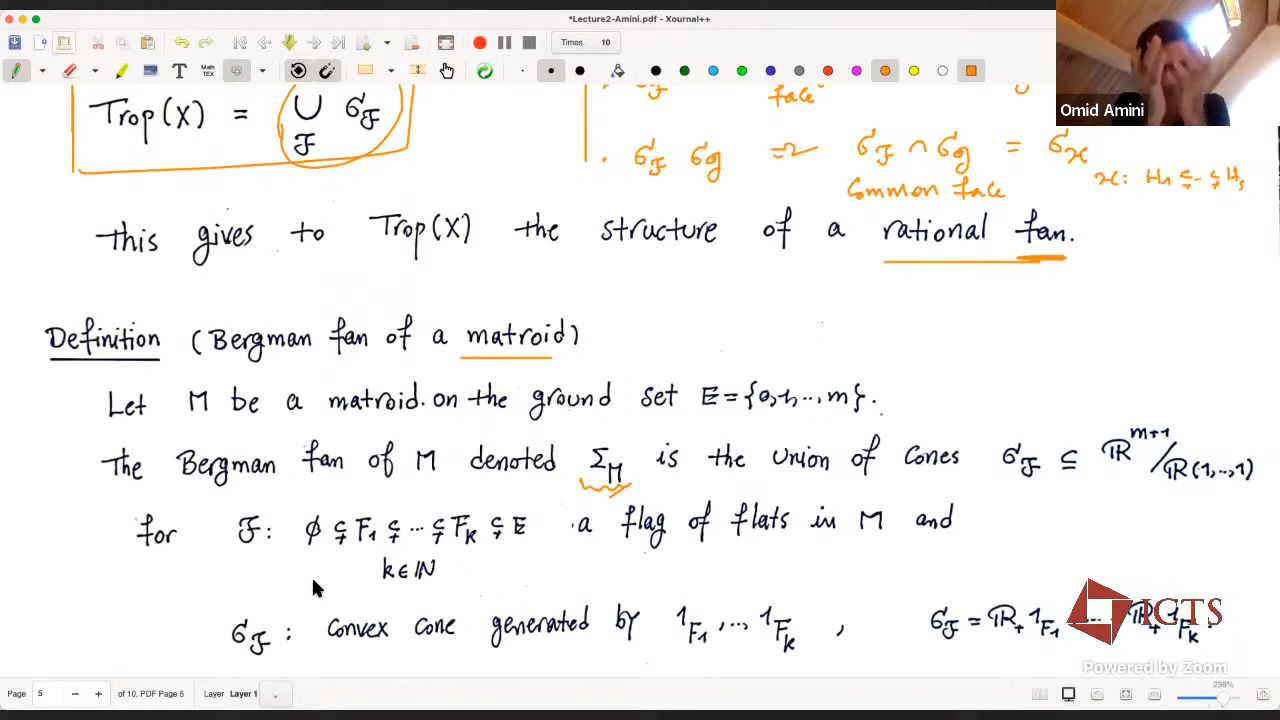 *Lecture2-Amini.pdf - Xournal++
Times 10
Omid Amini
Trop(X) = ∪ σ_F
F
face
σ_F σ_G ⇒ σ_F ∩ σ_G = σ_H
Common face
H: H₁ ⊊ ... ⊊ H_s
This gives to Trop(X) the structure of a rational fan.
Definition (Bergman fan of a matroid)
Let M be a matroid on the ground set E = {0,1,...,m}.
The Bergman fan of M denoted Σ_M is the union of cones σ_F ⊆ ℝ^{m+1}/ℝ(1,..,1)
for F: ∅ ⊊ F₁ ⊊ ... ⊊ F_k ⊊ E a flag of flats in M and
k ∈ ℕ
σ_F: convex cone generated by 1_{F₁}, ..., 1_{F_k}, σ_F = ℝ₊ 1_{F₁} ... ℝ₊ 1_{F_k}.
ICTS
Powered by Zoom
Page 5 of 10, PDF Page 5 Layer Layer 1 236%